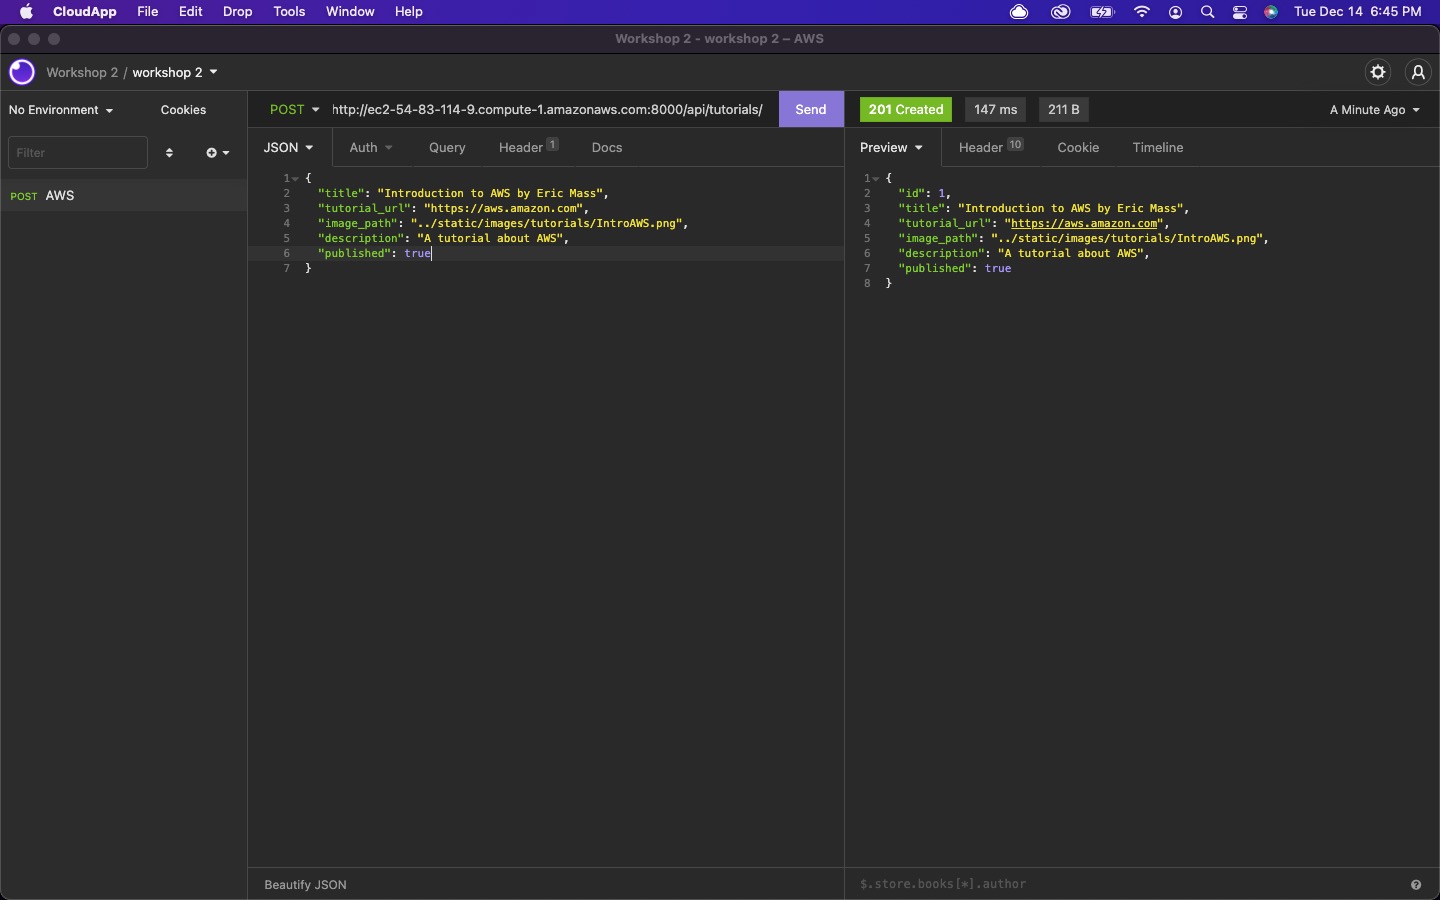 CloudApp File Edit Drop Tools Window Help Tue Dec 14 6:45 PM
Workshop 2 - workshop 2 – AWS
Workshop 2 / workshop 2
No Environment Cookies
Filter
POST AWS
POST http://ec2-54-83-114-9.compute-1.amazonaws.com:8000/api/tutorials/ Send
JSON Auth Query Header 1 Docs
1 {
2 "title": "Introduction to AWS by Eric Mass",
3 "tutorial_url": "https://aws.amazon.com",
4 "image_path": "../static/images/tutorials/IntroAWS.png",
5 "description": "A tutorial about AWS",
6 "published": true
7 }
Beautify JSON
201 Created 147 ms 211 B A Minute Ago
Preview Header 10 Cookie Timeline
1 {
2 "id": 1,
3 "title": "Introduction to AWS by Eric Mass",
4 "tutorial_url": "https://aws.amazon.com",
5 "image_path": "../static/images/tutorials/IntroAWS.png",
6 "description": "A tutorial about AWS",
7 "published": true
8 }
$.store.books[*].author